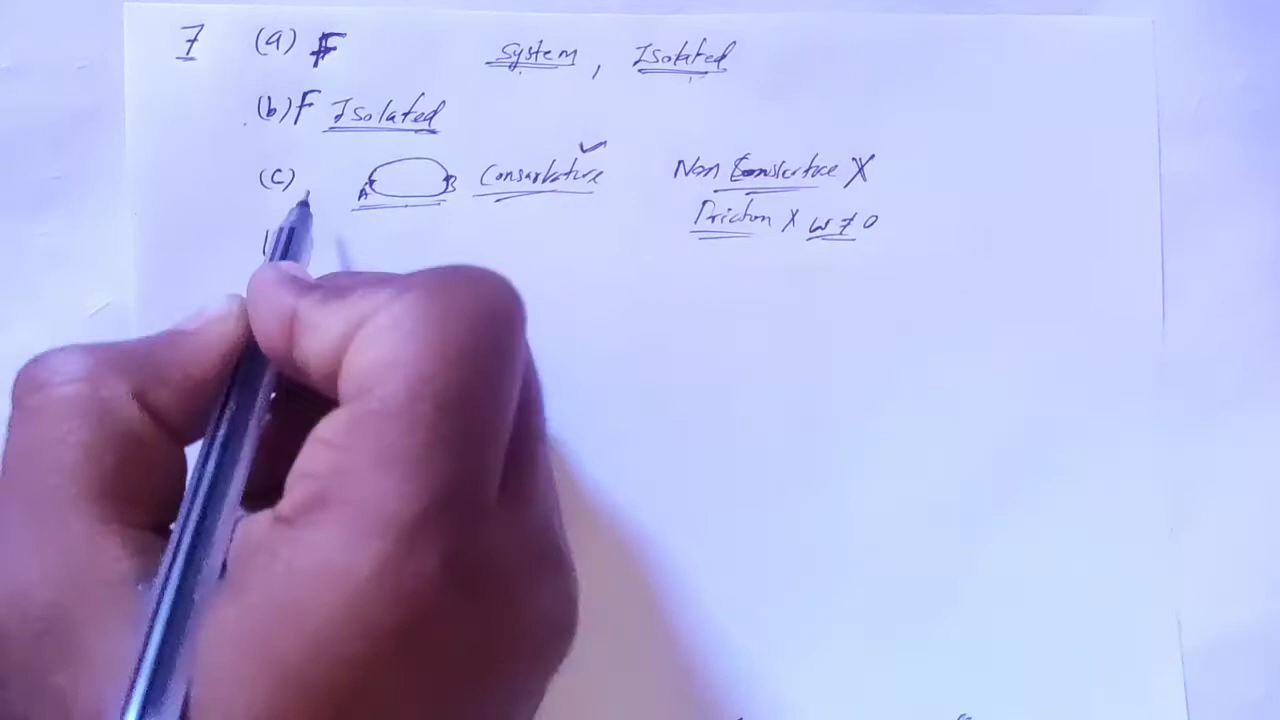 7 (a) F System, Isolated
(b) F Isolated
(c) A B Conservative ✓ Non Conservative X
Friction X W ≠ 0
(